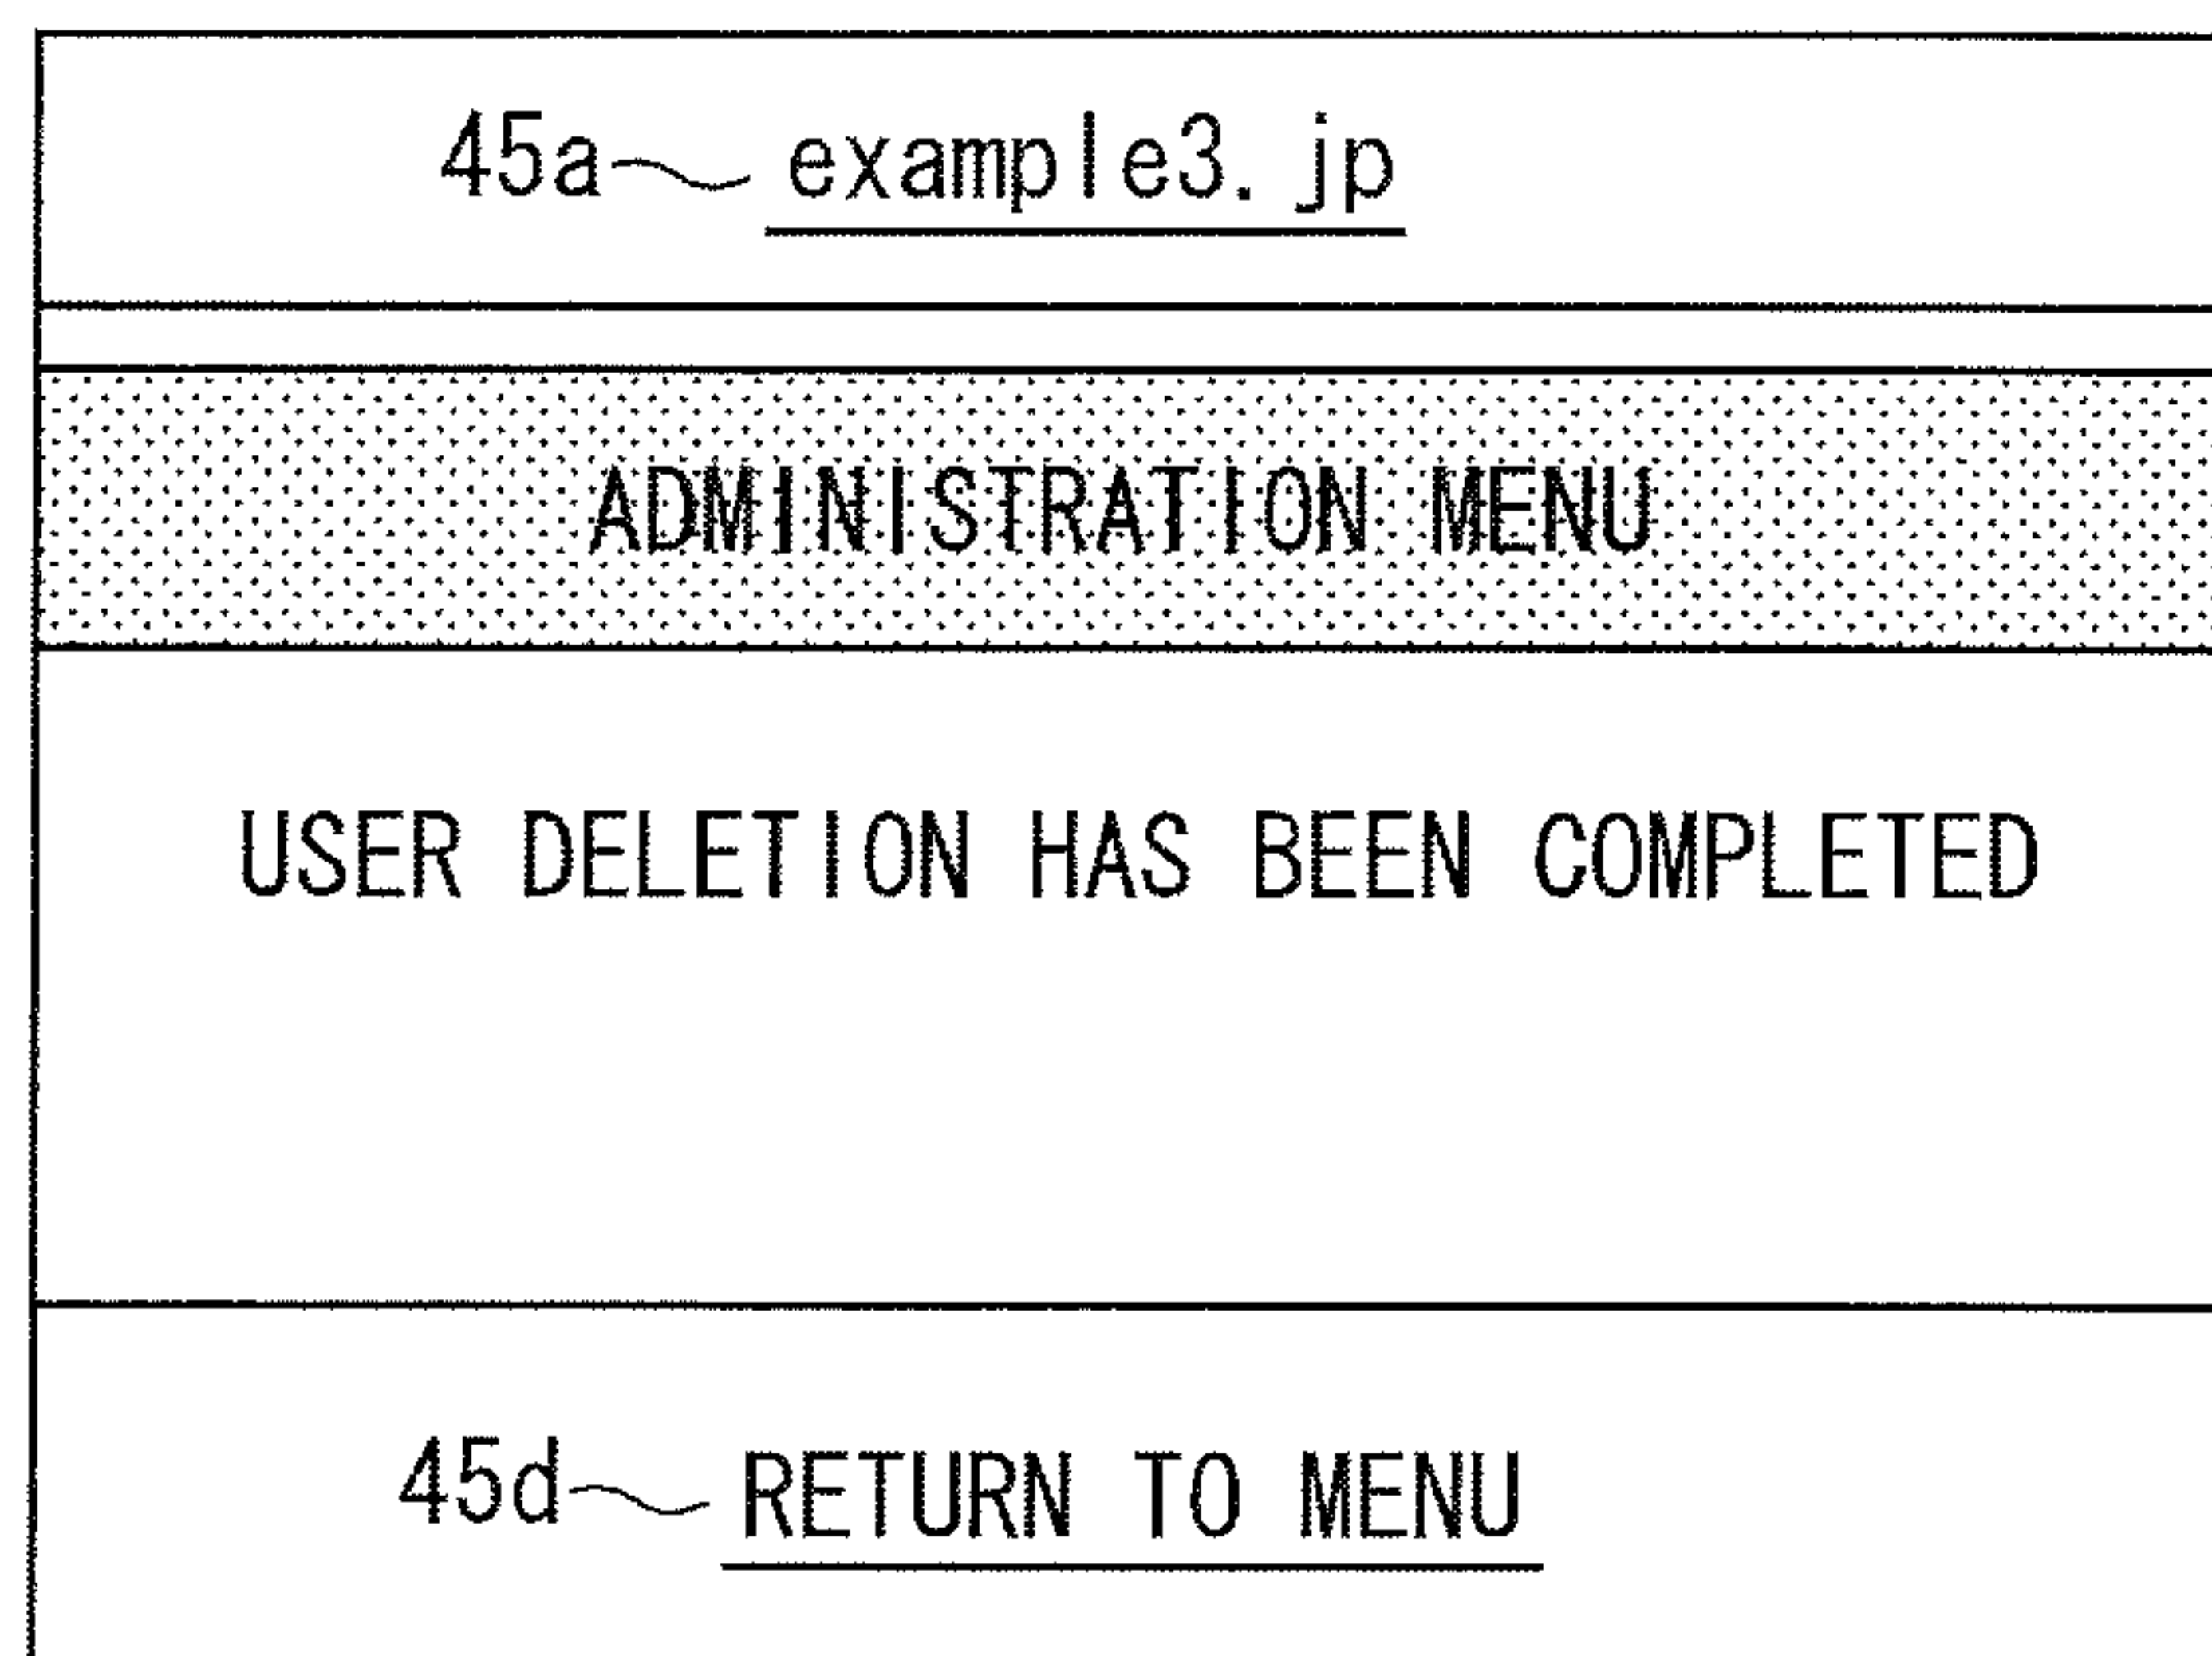 45a example3.jp
ADMINISTRATION MENU
USER DELETION HAS BEEN COMPLETED
45d RETURN TO MENU